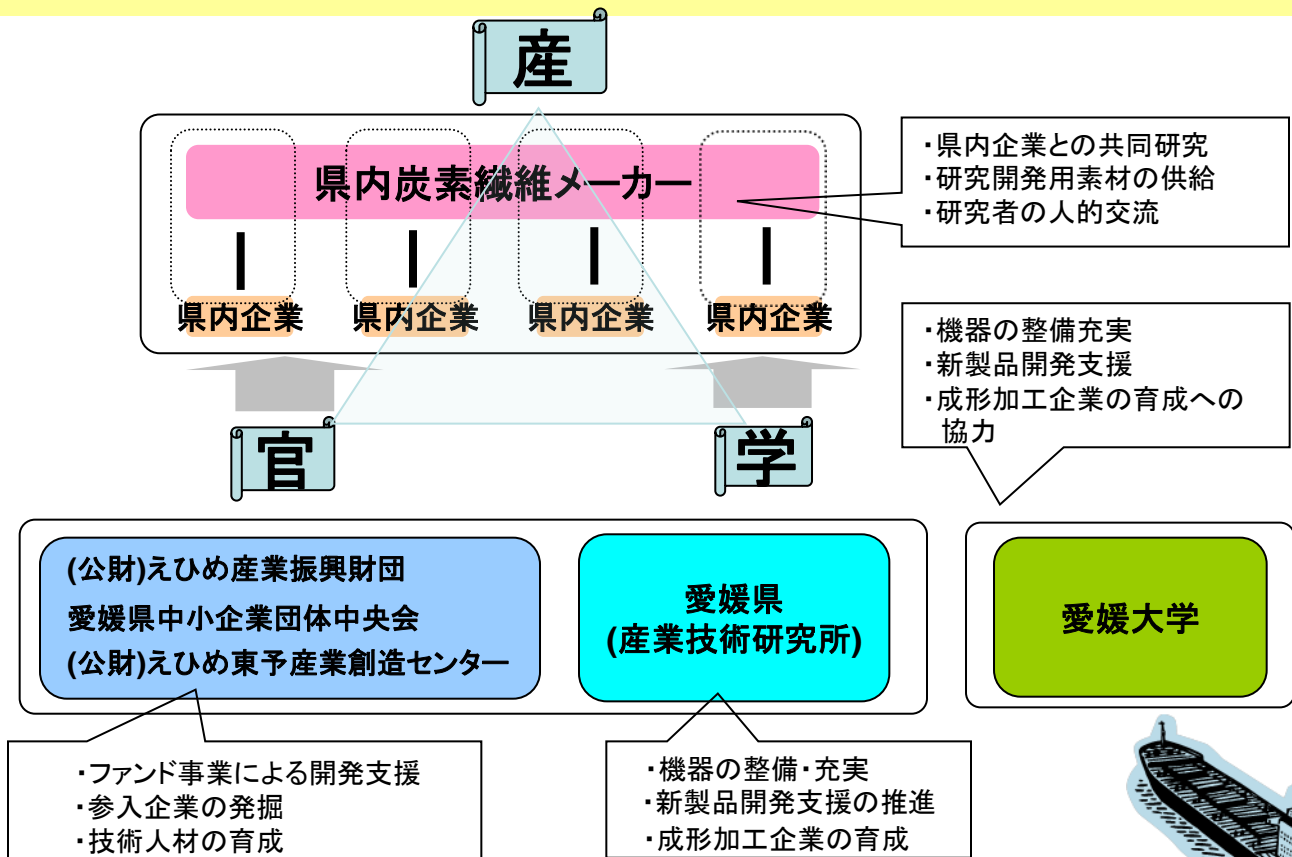 産
県内炭素繊維メーカー
県内企業
県内企業
県内企業
県内企業
・県内企業との共同研究
・研究開発用素材の供給
・研究者の人的交流
官
学
・機器の整備充実
・新製品開発支援
・成形加工企業の育成への
協力
(公財)えひめ産業振興財団
愛媛県中小企業団体中央会
(公財)えひめ東予産業創造センター
愛媛県
(産業技術研究所)
愛媛大学
・ファンド事業による開発支援
・参入企業の発掘
・技術人材の育成
・機器の整備・充実
・新製品開発支援の推進
・成形加工企業の育成